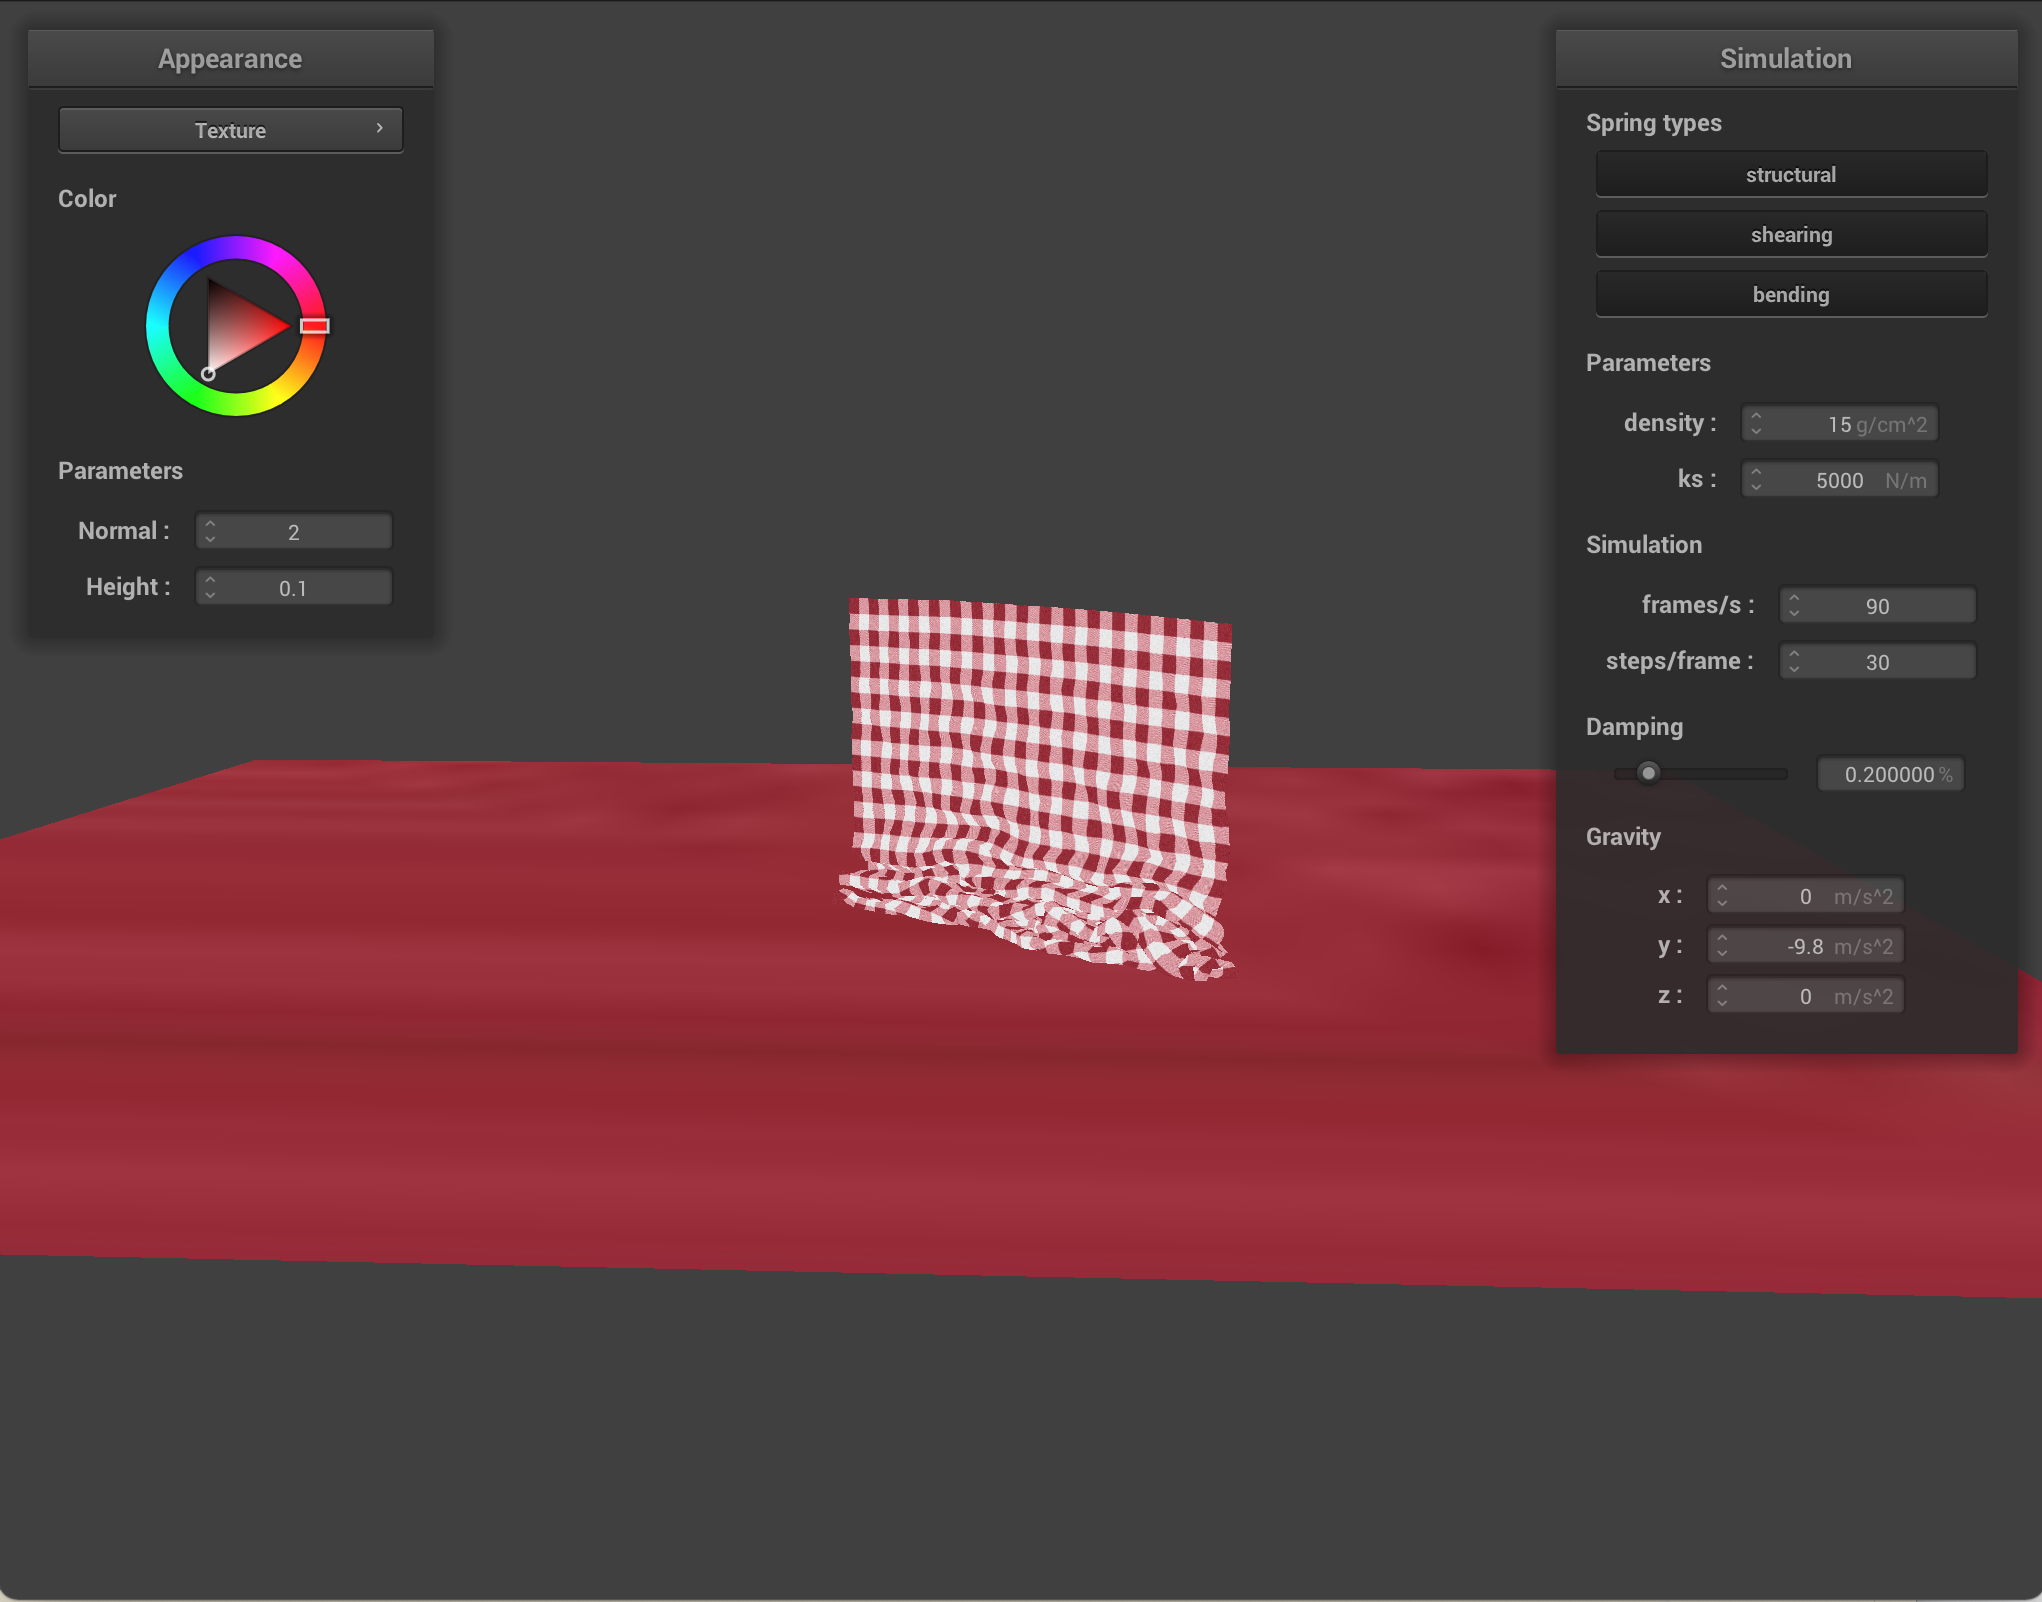 Appearance
Texture
Color
Parameters
Normal : 2
Height : 0.1
Simulation
Spring types
structural
shearing
bending
Parameters
density : 15 g/cm^2
ks : 5000 N/m
Simulation
frames/s : 90
steps/frame : 30
Damping
0.200000 %
Gravity
x : 0 m/s^2
y : -9.8 m/s^2
z : 0 m/s^2